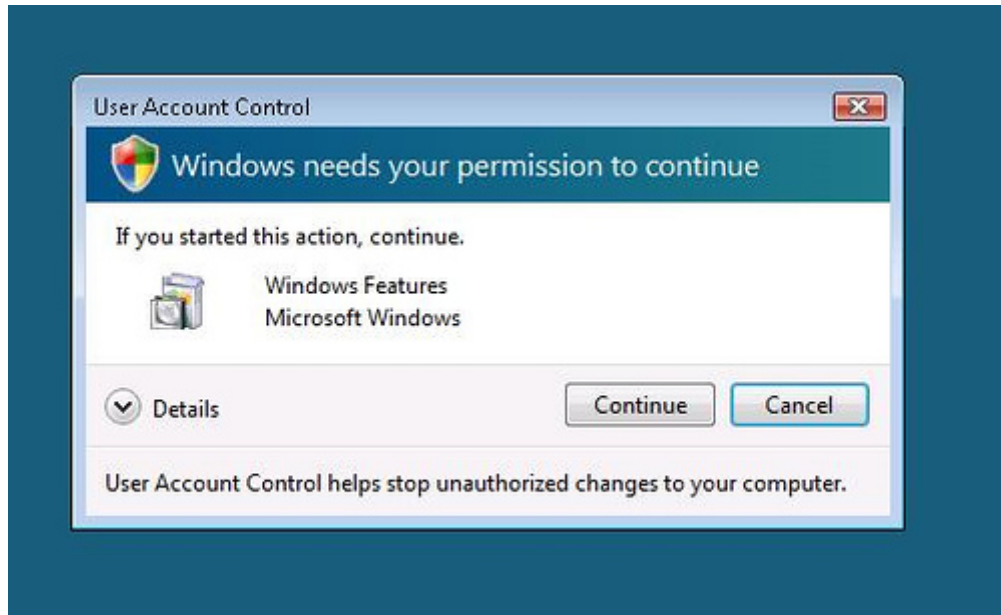 User Account Control
Windows needs your permission to continue
If you started this action, continue.
Windows Features
Microsoft Windows
Details
Continue
Cancel
User Account Control helps stop unauthorized changes to your computer.